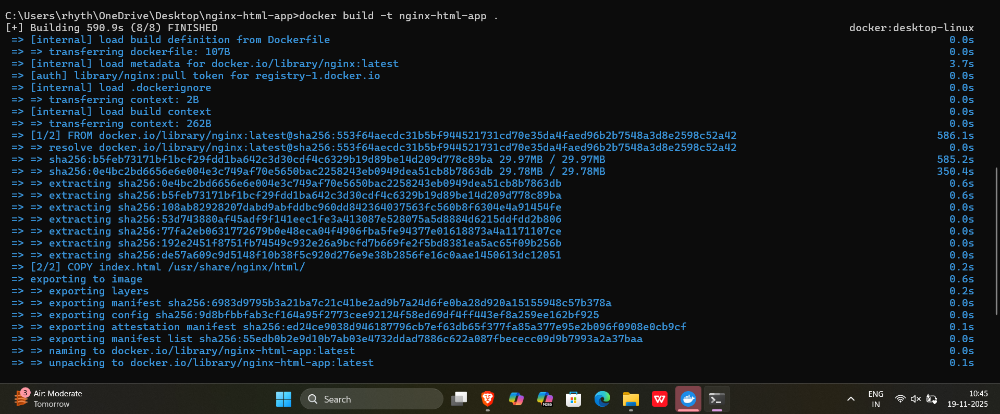 C:\Users\rhyth\OneDrive\Desktop\nginx-html-app>docker build -t nginx-html-app .
[+] Building 590.9s (8/8) FINISHED docker:desktop-linux
=> [internal] load build definition from Dockerfile 0.0s
=> => transferring dockerfile: 107B 0.0s
=> [internal] load metadata for docker.io/library/nginx:latest 3.7s
=> [auth] library/nginx:pull token for registry-1.docker.io 0.0s
=> [internal] load .dockerignore 0.0s
=> => transferring context: 2B 0.0s
=> [internal] load build context 0.0s
=> => transferring context: 262B 0.0s
=> [1/2] FROM docker.io/library/nginx:latest@sha256:553f64aecdc31b5bf944521731cd70e35da4faed96b2b7548a3d8e2598c52a42 586.1s
=> => resolve docker.io/library/nginx:latest@sha256:553f64aecdc31b5bf944521731cd70e35da4faed96b2b7548a3d8e2598c52a42 0.0s
=> => sha256:b5feb73171bf1bcf29fdd1ba642c3d30cdf4c6329b19d89be14d209d778c89ba 29.97MB / 29.97MB 585.2s
=> => sha256:0e4bc2bd6656e6e004e3c749af70e5650bac2258243eb0949dea51cb8b7863db 29.78MB / 29.78MB 350.4s
=> => extracting sha256:0e4bc2bd6656e6e004e3c749af70e5650bac2258243eb0949dea51cb8b7863db 0.6s
=> => extracting sha256:b5feb73171bf1bcf29fdd1ba642c3d30cdf4c6329b19d89be14d209d778c89ba 0.6s
=> => extracting sha256:108ab82928207dabd9abfddbc960dd842364037563fc560b8f6304e4a91454fe 0.0s
=> => extracting sha256:53d743880af45adf9f141eec1fe3a413087e528075a5d8884d6215ddfdd2b806 0.0s
=> => extracting sha256:77fa2eb0631772679b0e48eca04f4906fba5fe94377e01618873a4a1171107ce 0.0s
=> => extracting sha256:192e2451f8751fb74549c932e26a9bcfd7b669fe2f5bd8381ea5ac65f09b256b 0.0s
=> => extracting sha256:de57a609c9d5148f10b38f5c920d276e9e38b2856fe16c0aae1450613dc12051 0.0s
=> [2/2] COPY index.html /usr/share/nginx/html/ 0.2s
=> exporting to image 0.6s
=> => exporting layers 0.2s
=> => exporting manifest sha256:6983d9795b3a21ba7c21c41be2ad9b7a24d6fe0ba28d920a15155948c57b378a 0.0s
=> => exporting config sha256:9d8bfbbfab3cf164a95f2773cee92124f58ed69df4ff443ef8a259ee162bf925 0.0s
=> => exporting attestation manifest sha256:ed24ce9038d946187796cb7ef63db65f377fa85a377e95e2b096f0908e0cb9cf 0.1s
=> => exporting manifest list sha256:55edb0b2e9d10b7ab03e4732ddad7886c622a087fbececc09d9b7993a2a37baa 0.0s
=> => naming to docker.io/library/nginx-html-app:latest 0.0s
=> => unpacking to docker.io/library/nginx-html-app:latest 0.1s
3 Air: Moderate
Tomorrow
Search
M365
ENG
IN
10:45
19-11-2025